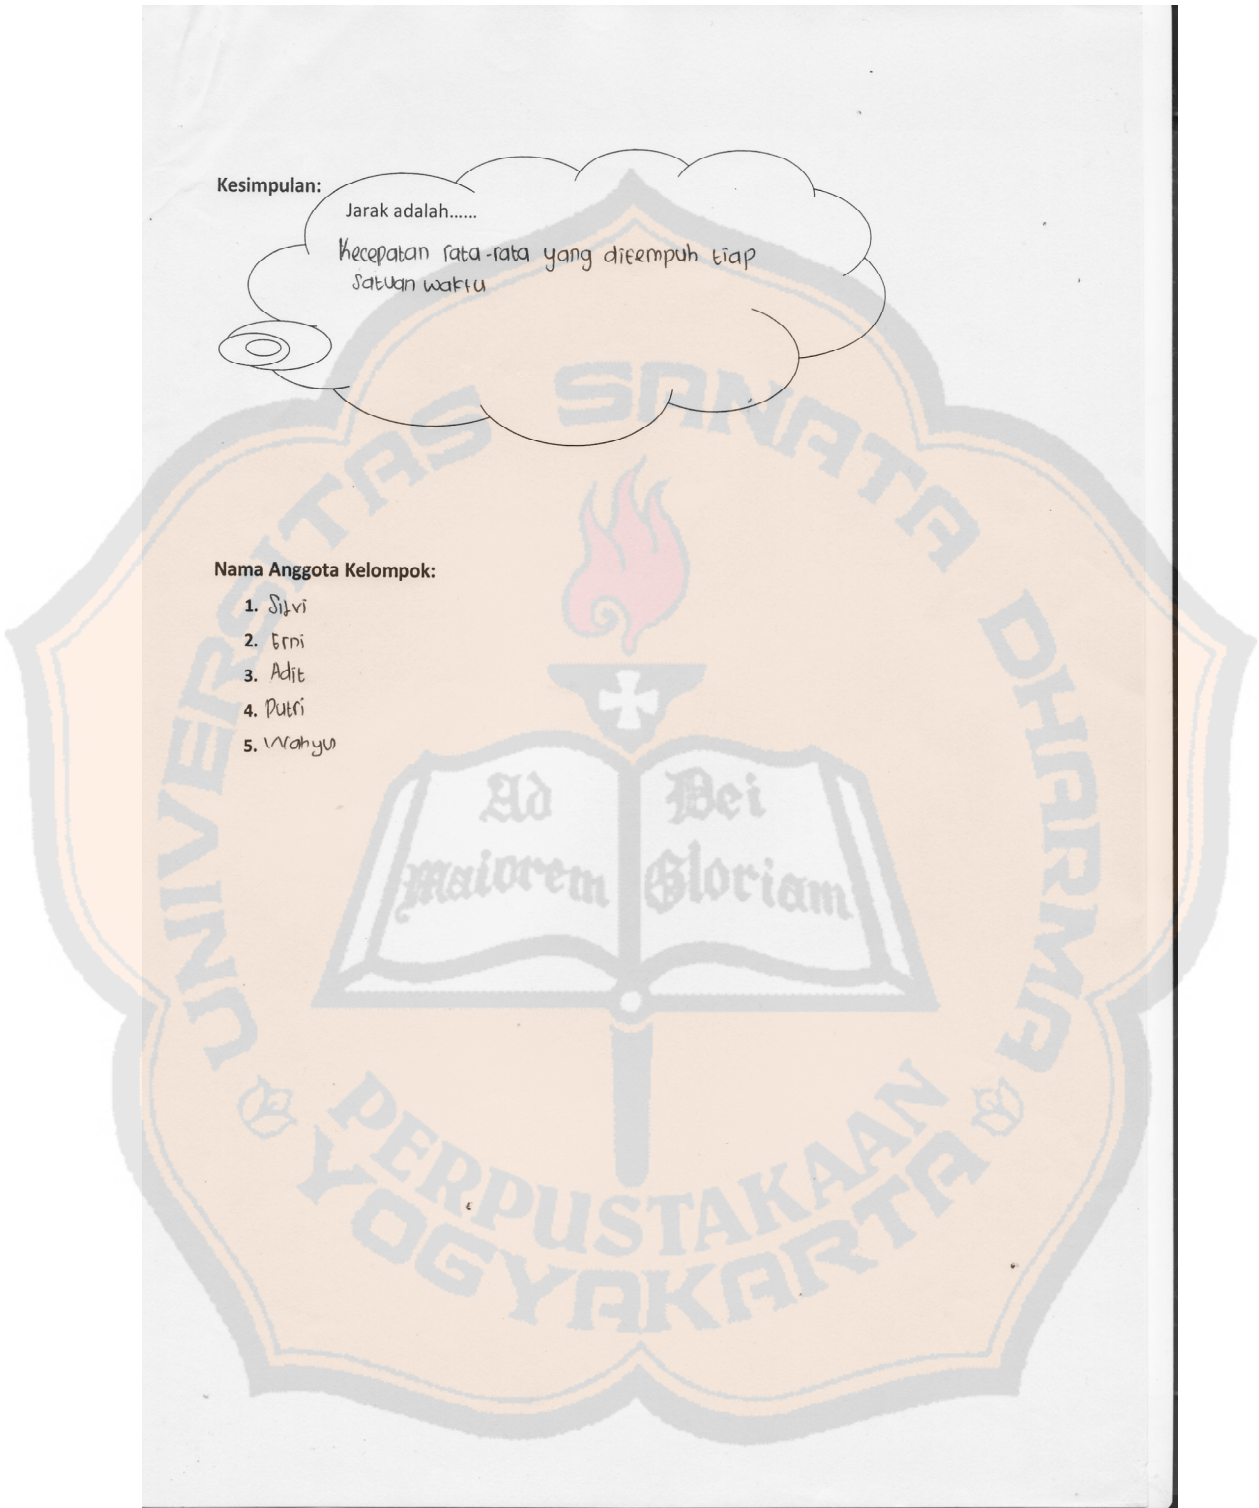 Kesimpulan:
Jarak adalah......
Kecepatan rata-rata yang ditempuh tiap
satuan waktu
Nama Anggota Kelompok:
1. Silvi
2. Erni
3. Adit
4. Putri
5. Wahyu
UNIVERSITAS SANATA DHARMA
Ad Dei
Maiorem Gloriam
PERPUSTAKAAN
YOGYAKARTA